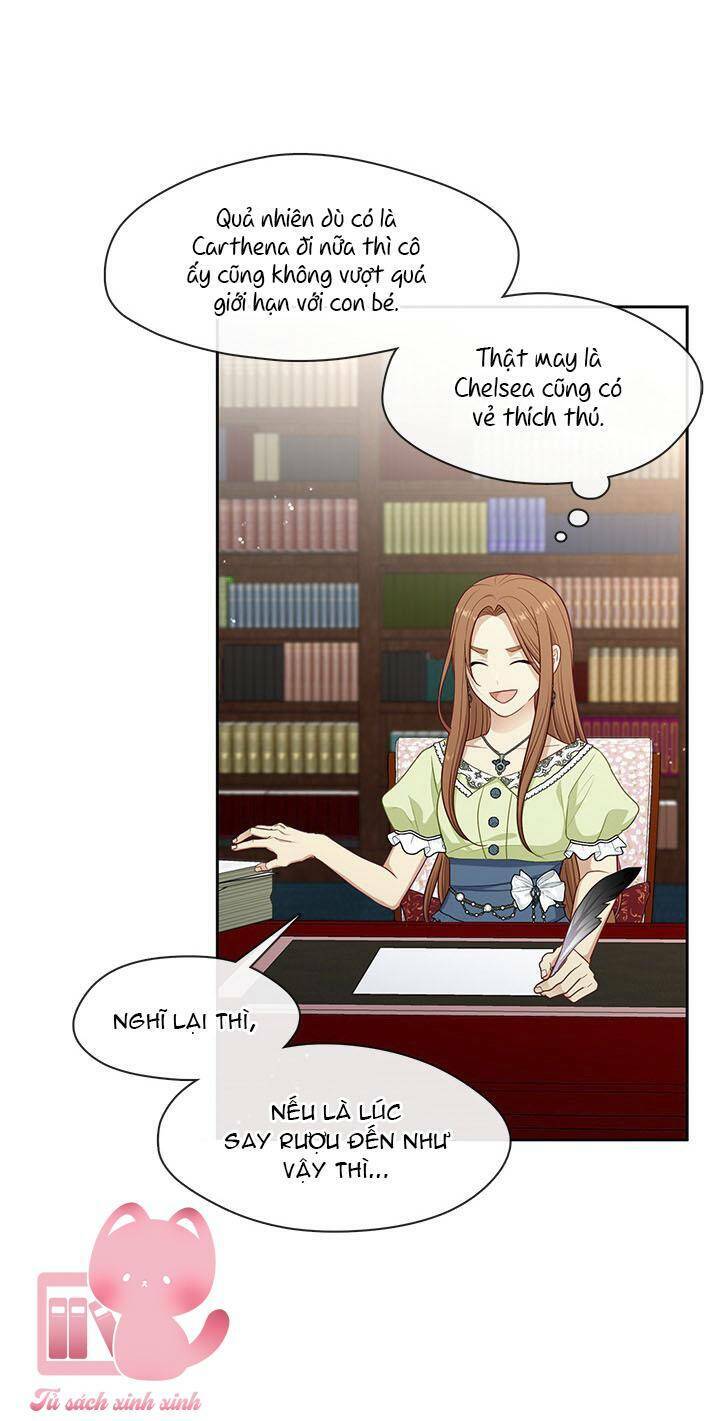 Quả nhiên dù có là
Carthena đi nữa thì cô
ấy cũng không vượt quá
giới hạn với con bé.
Thật may là
Chelsea cũng có
vẻ thích thú.
NGHĨ LẠI THÌ,
NẾU LÀ LÚC
SAY RƯỢU ĐẾN NHƯ
VẬY THÌ...
Tủ sách xinh xinh